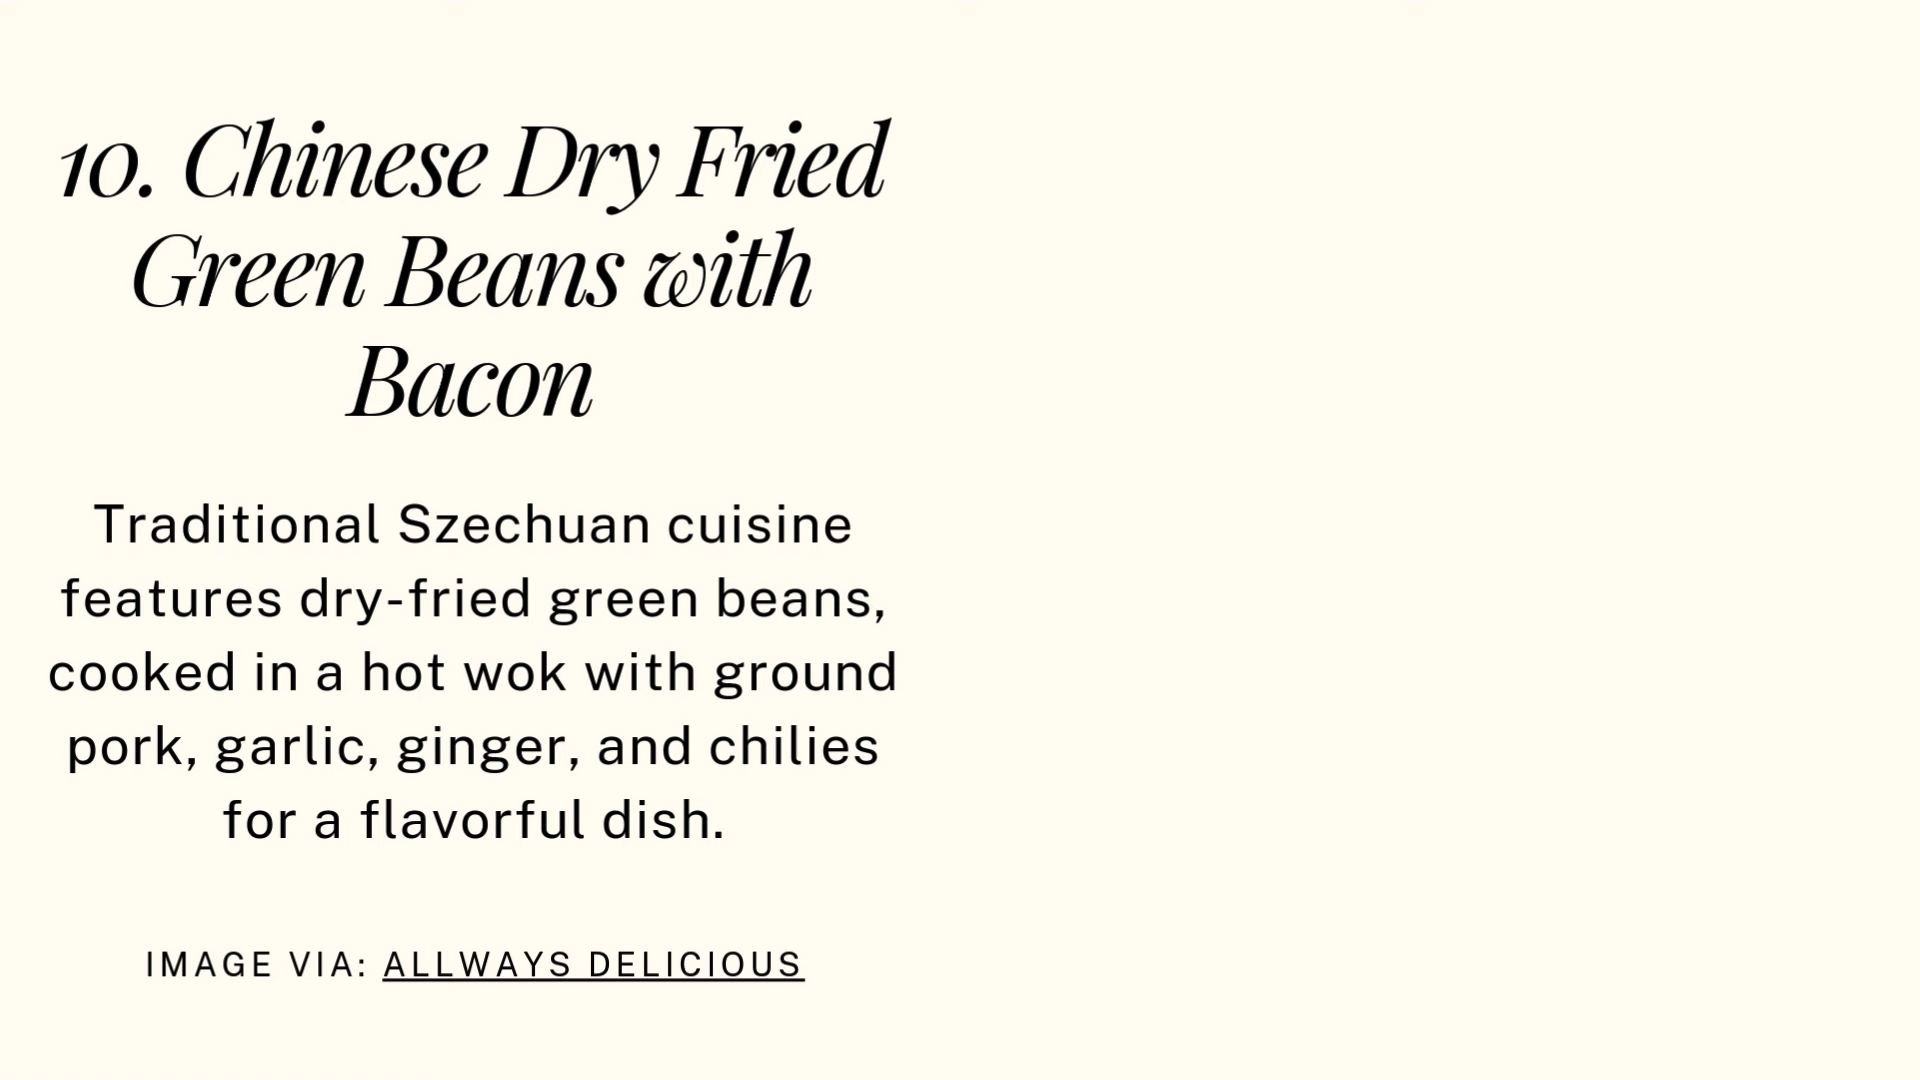 10. Chinese Dry Fried
Green Beans with
Bacon
Traditional Szechuan cuisine
features dry-fried green beans,
cooked in a hot wok with ground
pork, garlic, ginger, and chilies
for a flavorful dish.
IMAGE VIA: ALLWAYS DELICIOUS